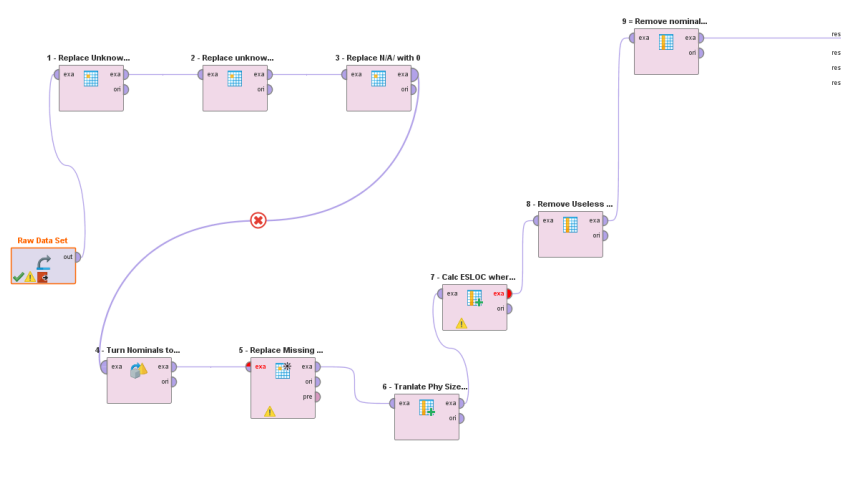 9 = Remove nominal...
exa exa
ori
res
res
res
res
1 - Replace Unknow...
exa exa
ori
2 - Replace unknow...
exa exa
ori
3 - Replace N/A/ with 0
exa exa
ori
8 - Remove Useless ...
exa exa
ori
Raw Data Set
out
7 - Calc ESLOC wher...
exa exa
ori
4 - Turn Nominals to...
exa exa
ori
5 - Replace Missing ...
exa exa
ori
pre
6 - Tranlate Phy Size...
exa exa
ori